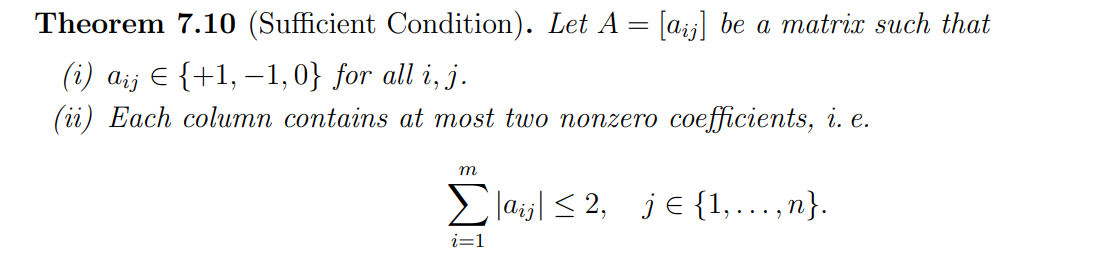 Theorem 7.10 (Sufficient Condition). Let A = [a_{ij}] be a matrix such that
(i) a_{ij} ∈ {+1, −1, 0} for all i, j.
(ii) Each column contains at most two nonzero coefficients, i. e.
\sum_{i=1}^{m} |a_{ij}| ≤ 2, j ∈ {1, . . . , n}.